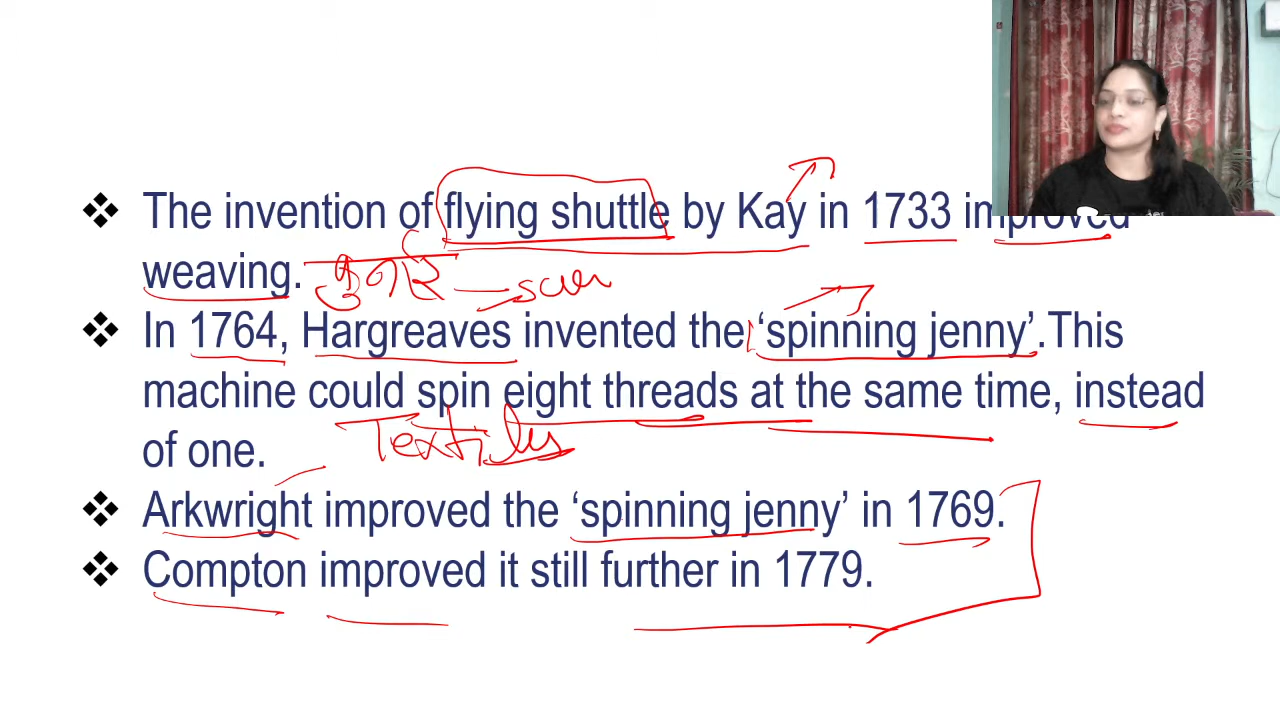 ❖ The invention of flying shuttle by Kay in 1733 improved
weaving.
❖ In 1764, Hargreaves invented the ‘spinning jenny’.This
machine could spin eight threads at the same time, instead
Textiles
of one.
❖ Arkwright improved the ‘spinning jenny’ in 1769.
❖ Compton improved it still further in 1779.